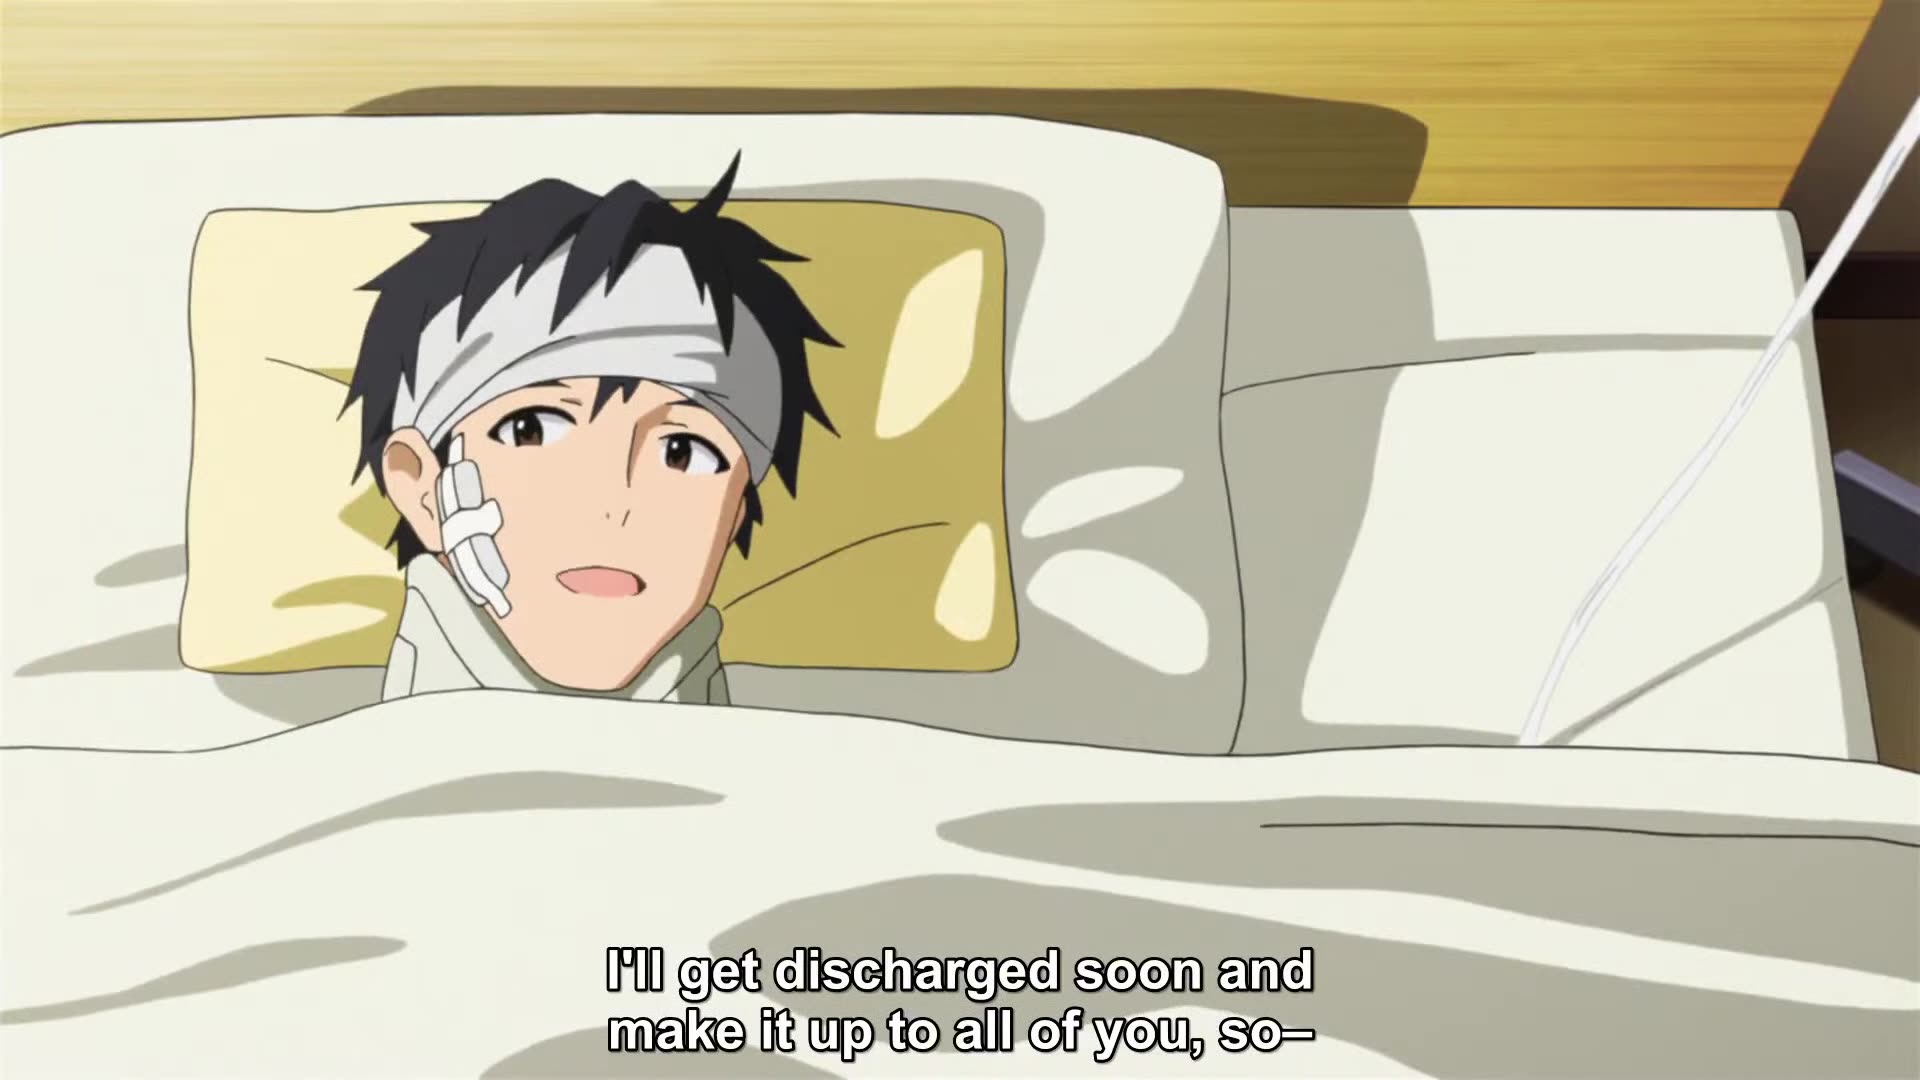 I'll get discharged soon and
make it up to all of you, so–